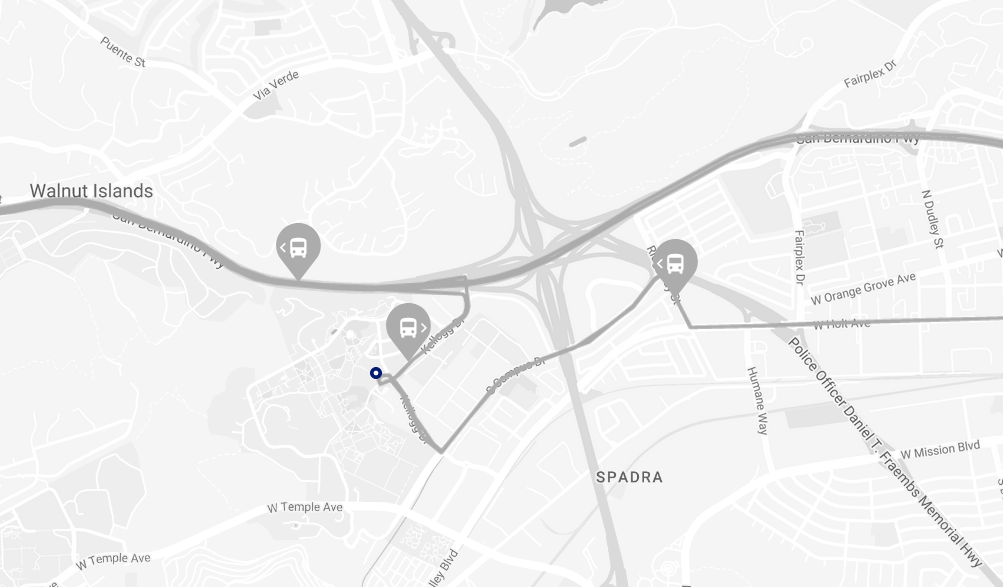 Puente St
Via Verde
Fairplex Dr
San Bernardino Fwy
Walnut Islands
San Bernardino Fwy
N Dudley St
Fairplex Dr
W Orange Grove Ave
W Holt Ave
Kellogg Dr
S Campus Dr
Kellogg Dr
Humane Way
Police Officer Daniel T. Fraembs Memorial Hwy
W Mission Blvd
SPADRA
W Temple Ave
W Temple Ave
lley Blvd